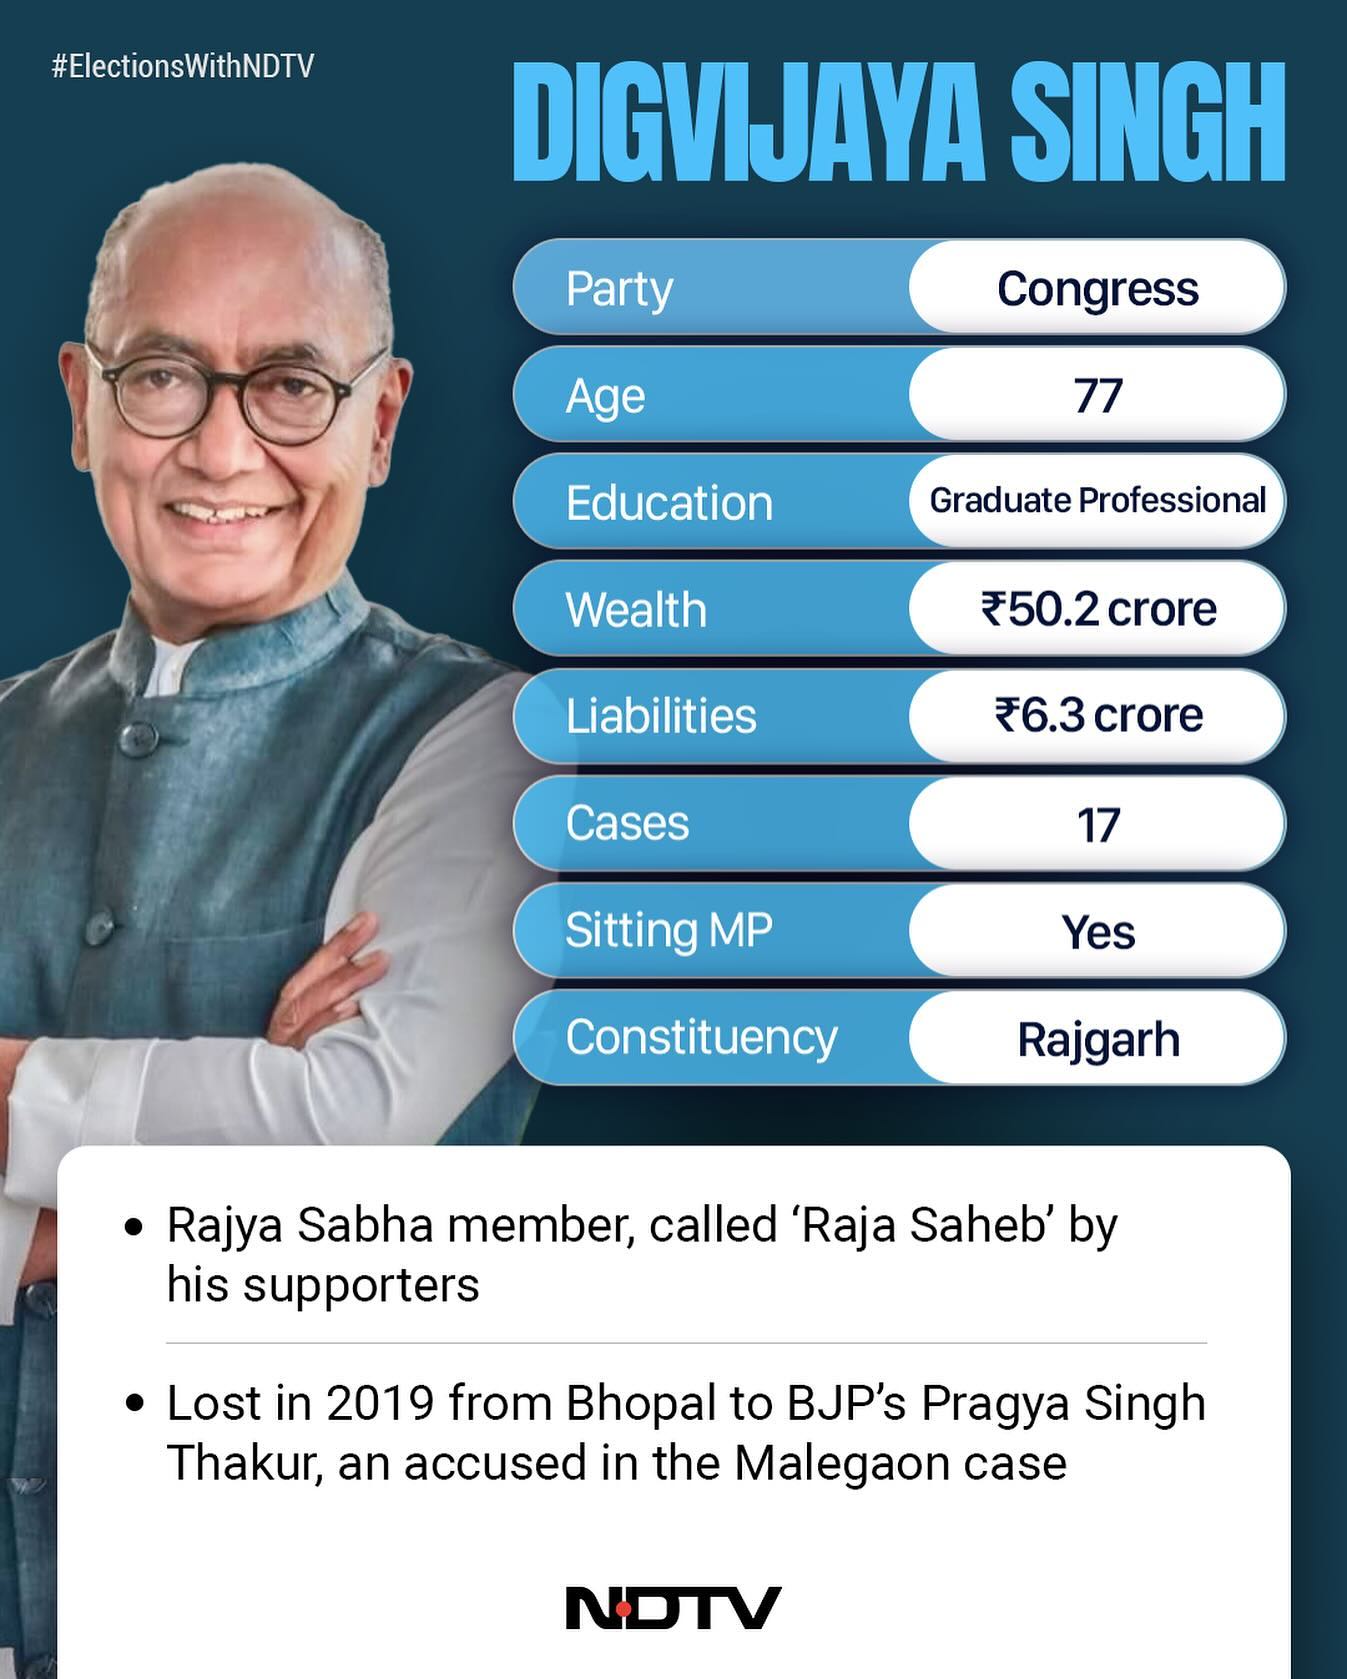 #ElectionsWithNDTV
DIGVIJAYA SINGH
Party Congress
Age 77
Education Graduate Professional
Wealth ₹50.2 crore
Liabilities ₹6.3 crore
Cases 17
Sitting MP Yes
Constituency Rajgarh
• Rajya Sabha member, called ‘Raja Saheb’ by
his supporters
• Lost in 2019 from Bhopal to BJP’s Pragya Singh
Thakur, an accused in the Malegaon case
NDTV